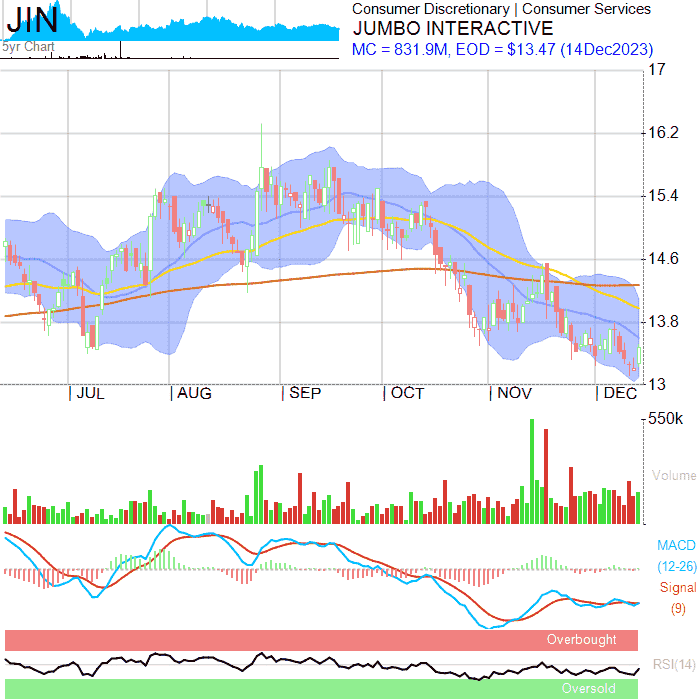 JIN
5yr Chart
Consumer Discretionary | Consumer Services
JUMBO INTERACTIVE
MC = 831.9M, EOD = $13.47 (14Dec2023)
17
16.2
15.4
14.6
13.8
13
JUL AUG SEP OCT NOV DEC
550k
Volume
MACD
(12-26)
Signal
(9)
Overbought
RSI(14)
Oversold